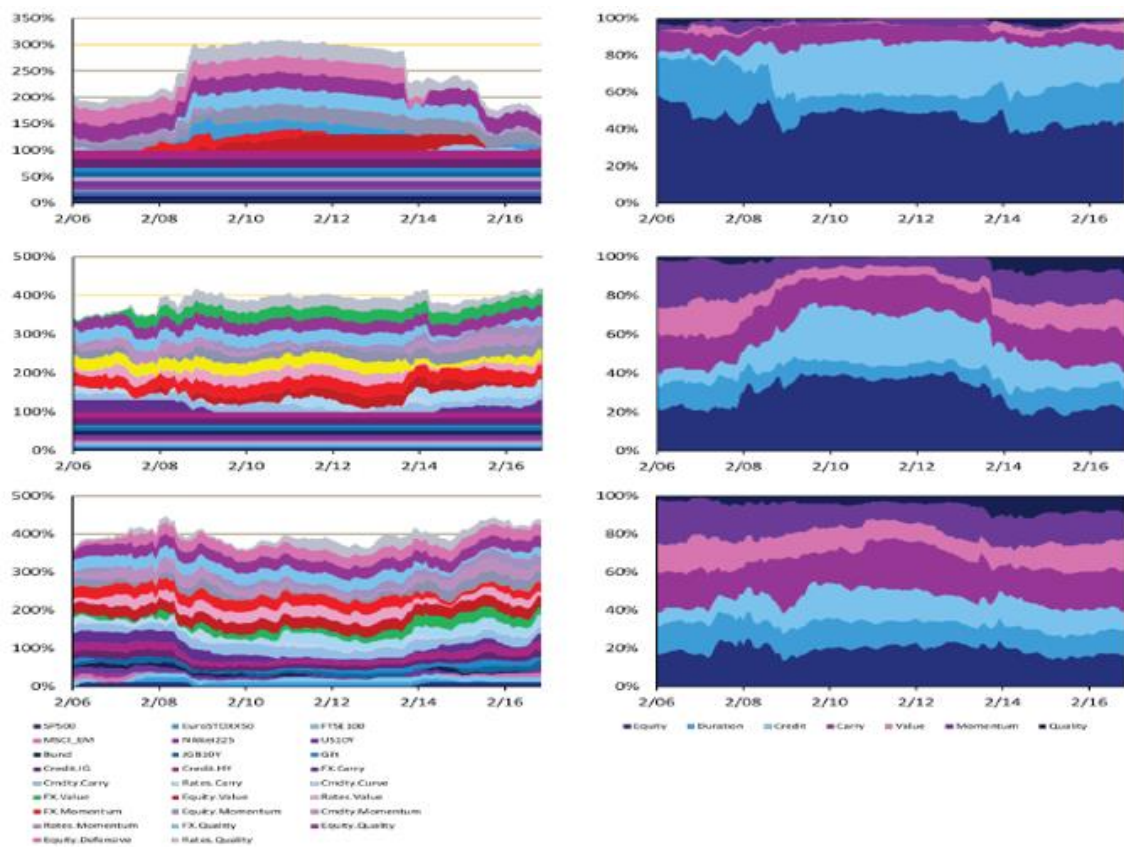 350% 300% 250% 200% 150% 100% 50% 0%
2/06 2/08 2/10 2/12 2/14 2/16
100% 80% 60% 40% 20% 0%
2/06 2/08 2/10 2/12 2/14 2/16
500% 400% 300% 200% 100% 0%
2/06 2/08 2/10 2/12 2/14 2/16
100% 80% 60% 40% 20% 0%
2/06 2/08 2/10 2/12 2/14 2/16
500% 400% 300% 200% 100% 0%
2/06 2/08 2/10 2/12 2/14 2/16
100% 80% 60% 40% 20% 0%
2/06 2/08 2/10 2/12 2/14 2/16
SP500 EuroSTOXX50 FTSE100
MSCI_EM Nikkei225 US10Y
Bund JGB10Y Gilt
Credit.IG Credit.HY FX.Carry
Cmdty.Carry Rates.Carry Cmdty.Curve
FX.Value Equity.Value Rates.Value
FX.Momentum Equity.Momentum Cmdty.Momentum
Rates.Momentum FX.Quality Equity.Quality
Equity.Defensive Rates.Quality
Equity Duration Credit Carry Value Momentum Quality